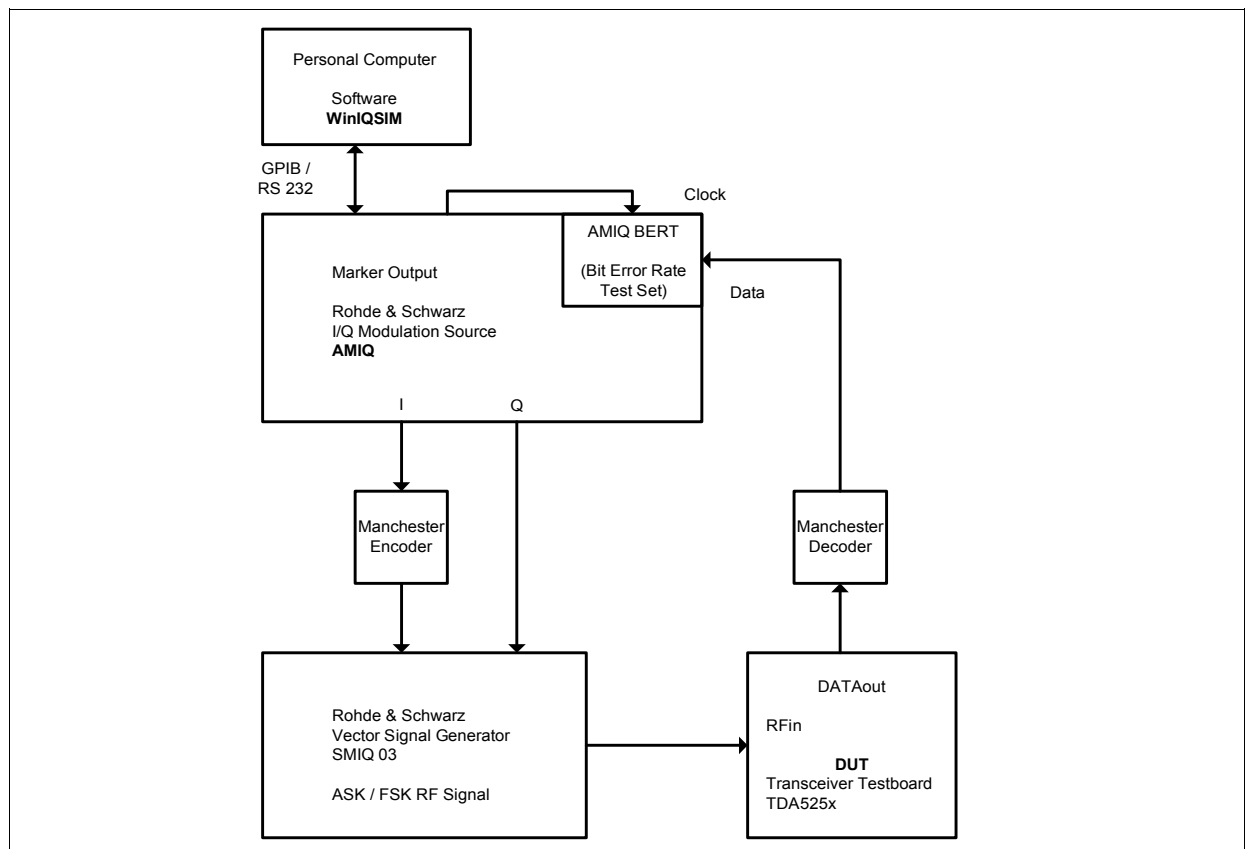 Personal Computer
Software
WinIQSIM
GPIB /
RS 232
Clock
AMIQ BERT
(Bit Error Rate
Test Set)
Marker Output
Rohde & Schwarz
I/Q Modulation Source
AMIQ
Data
I
Q
Manchester
Encoder
Manchester
Decoder
Rohde & Schwarz
Vector Signal Generator
SMIQ 03
ASK / FSK RF Signal
DATAout
RFin
DUT
Transceiver Testboard
TDA525x